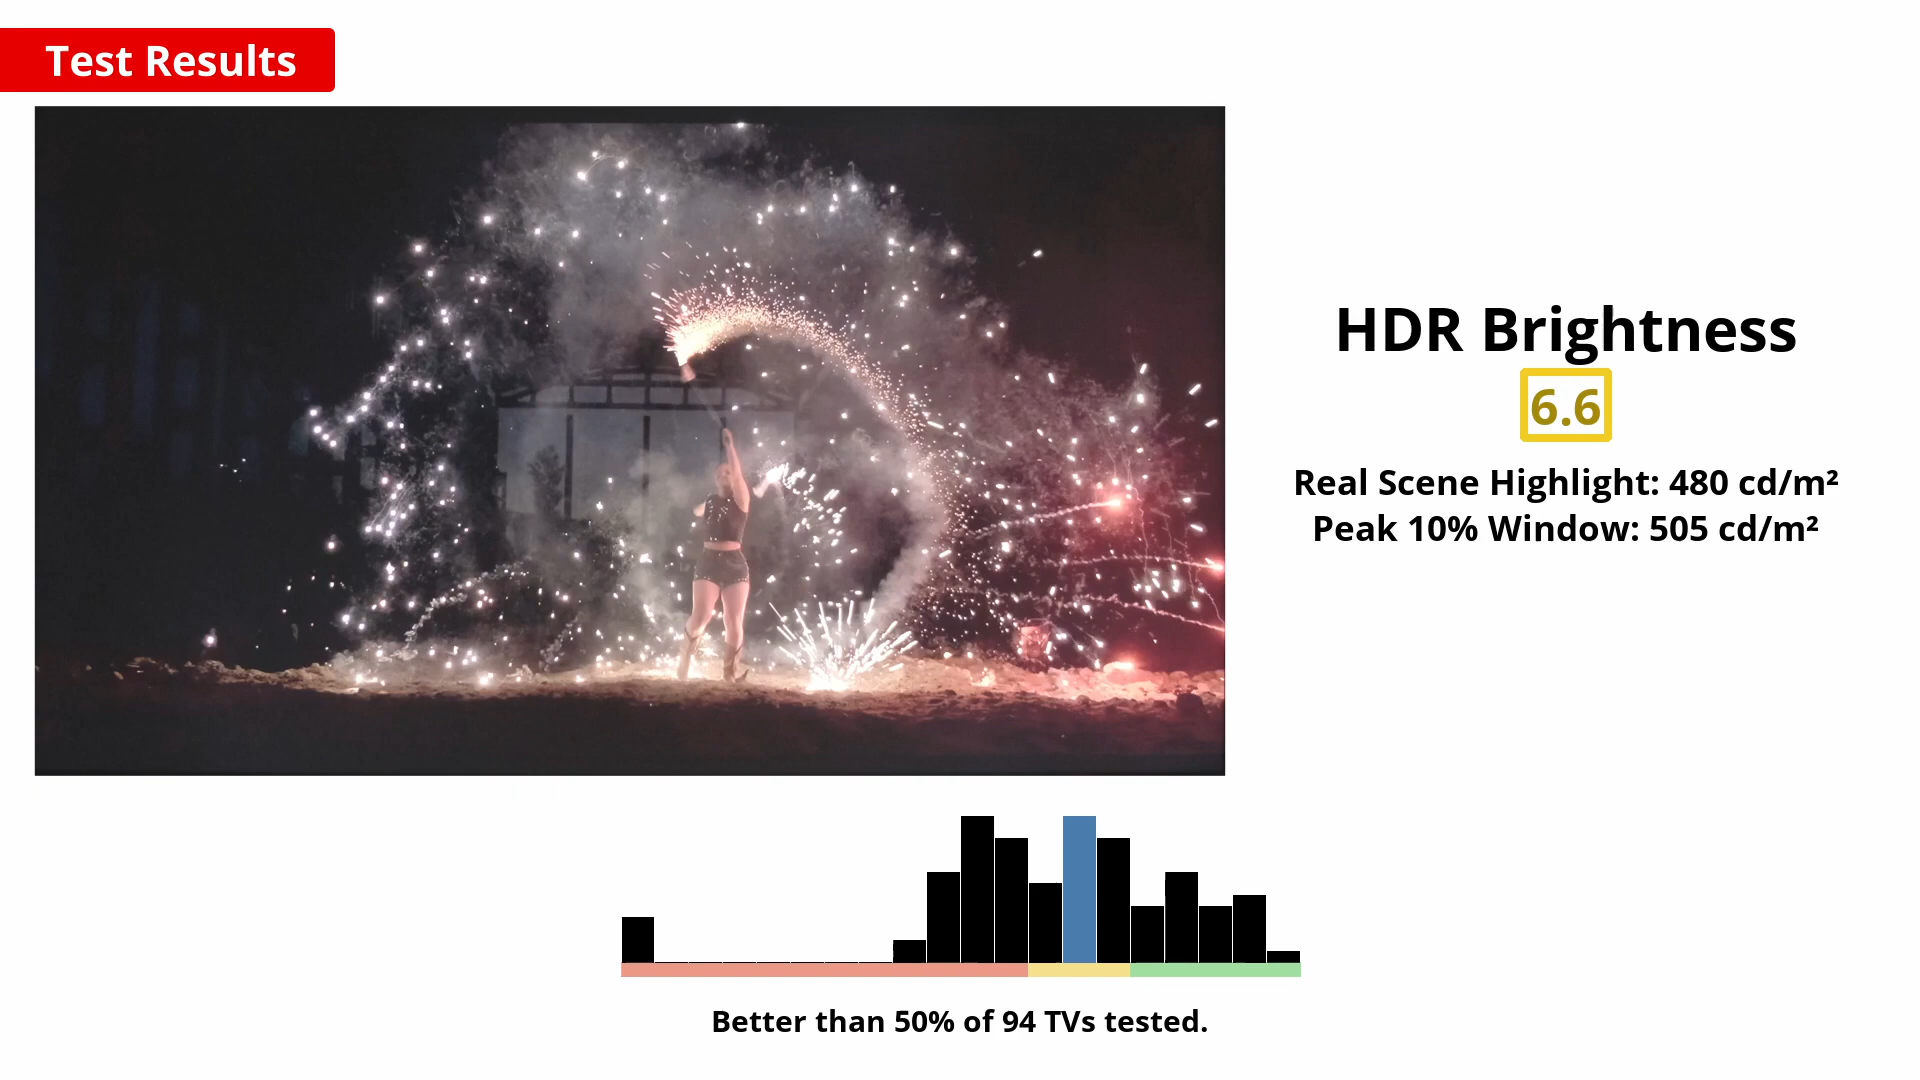 Test Results
HDR Brightness
6.6
Real Scene Highlight: 480 cd/m²
Peak 10% Window: 505 cd/m²
Better than 50% of 94 TVs tested.